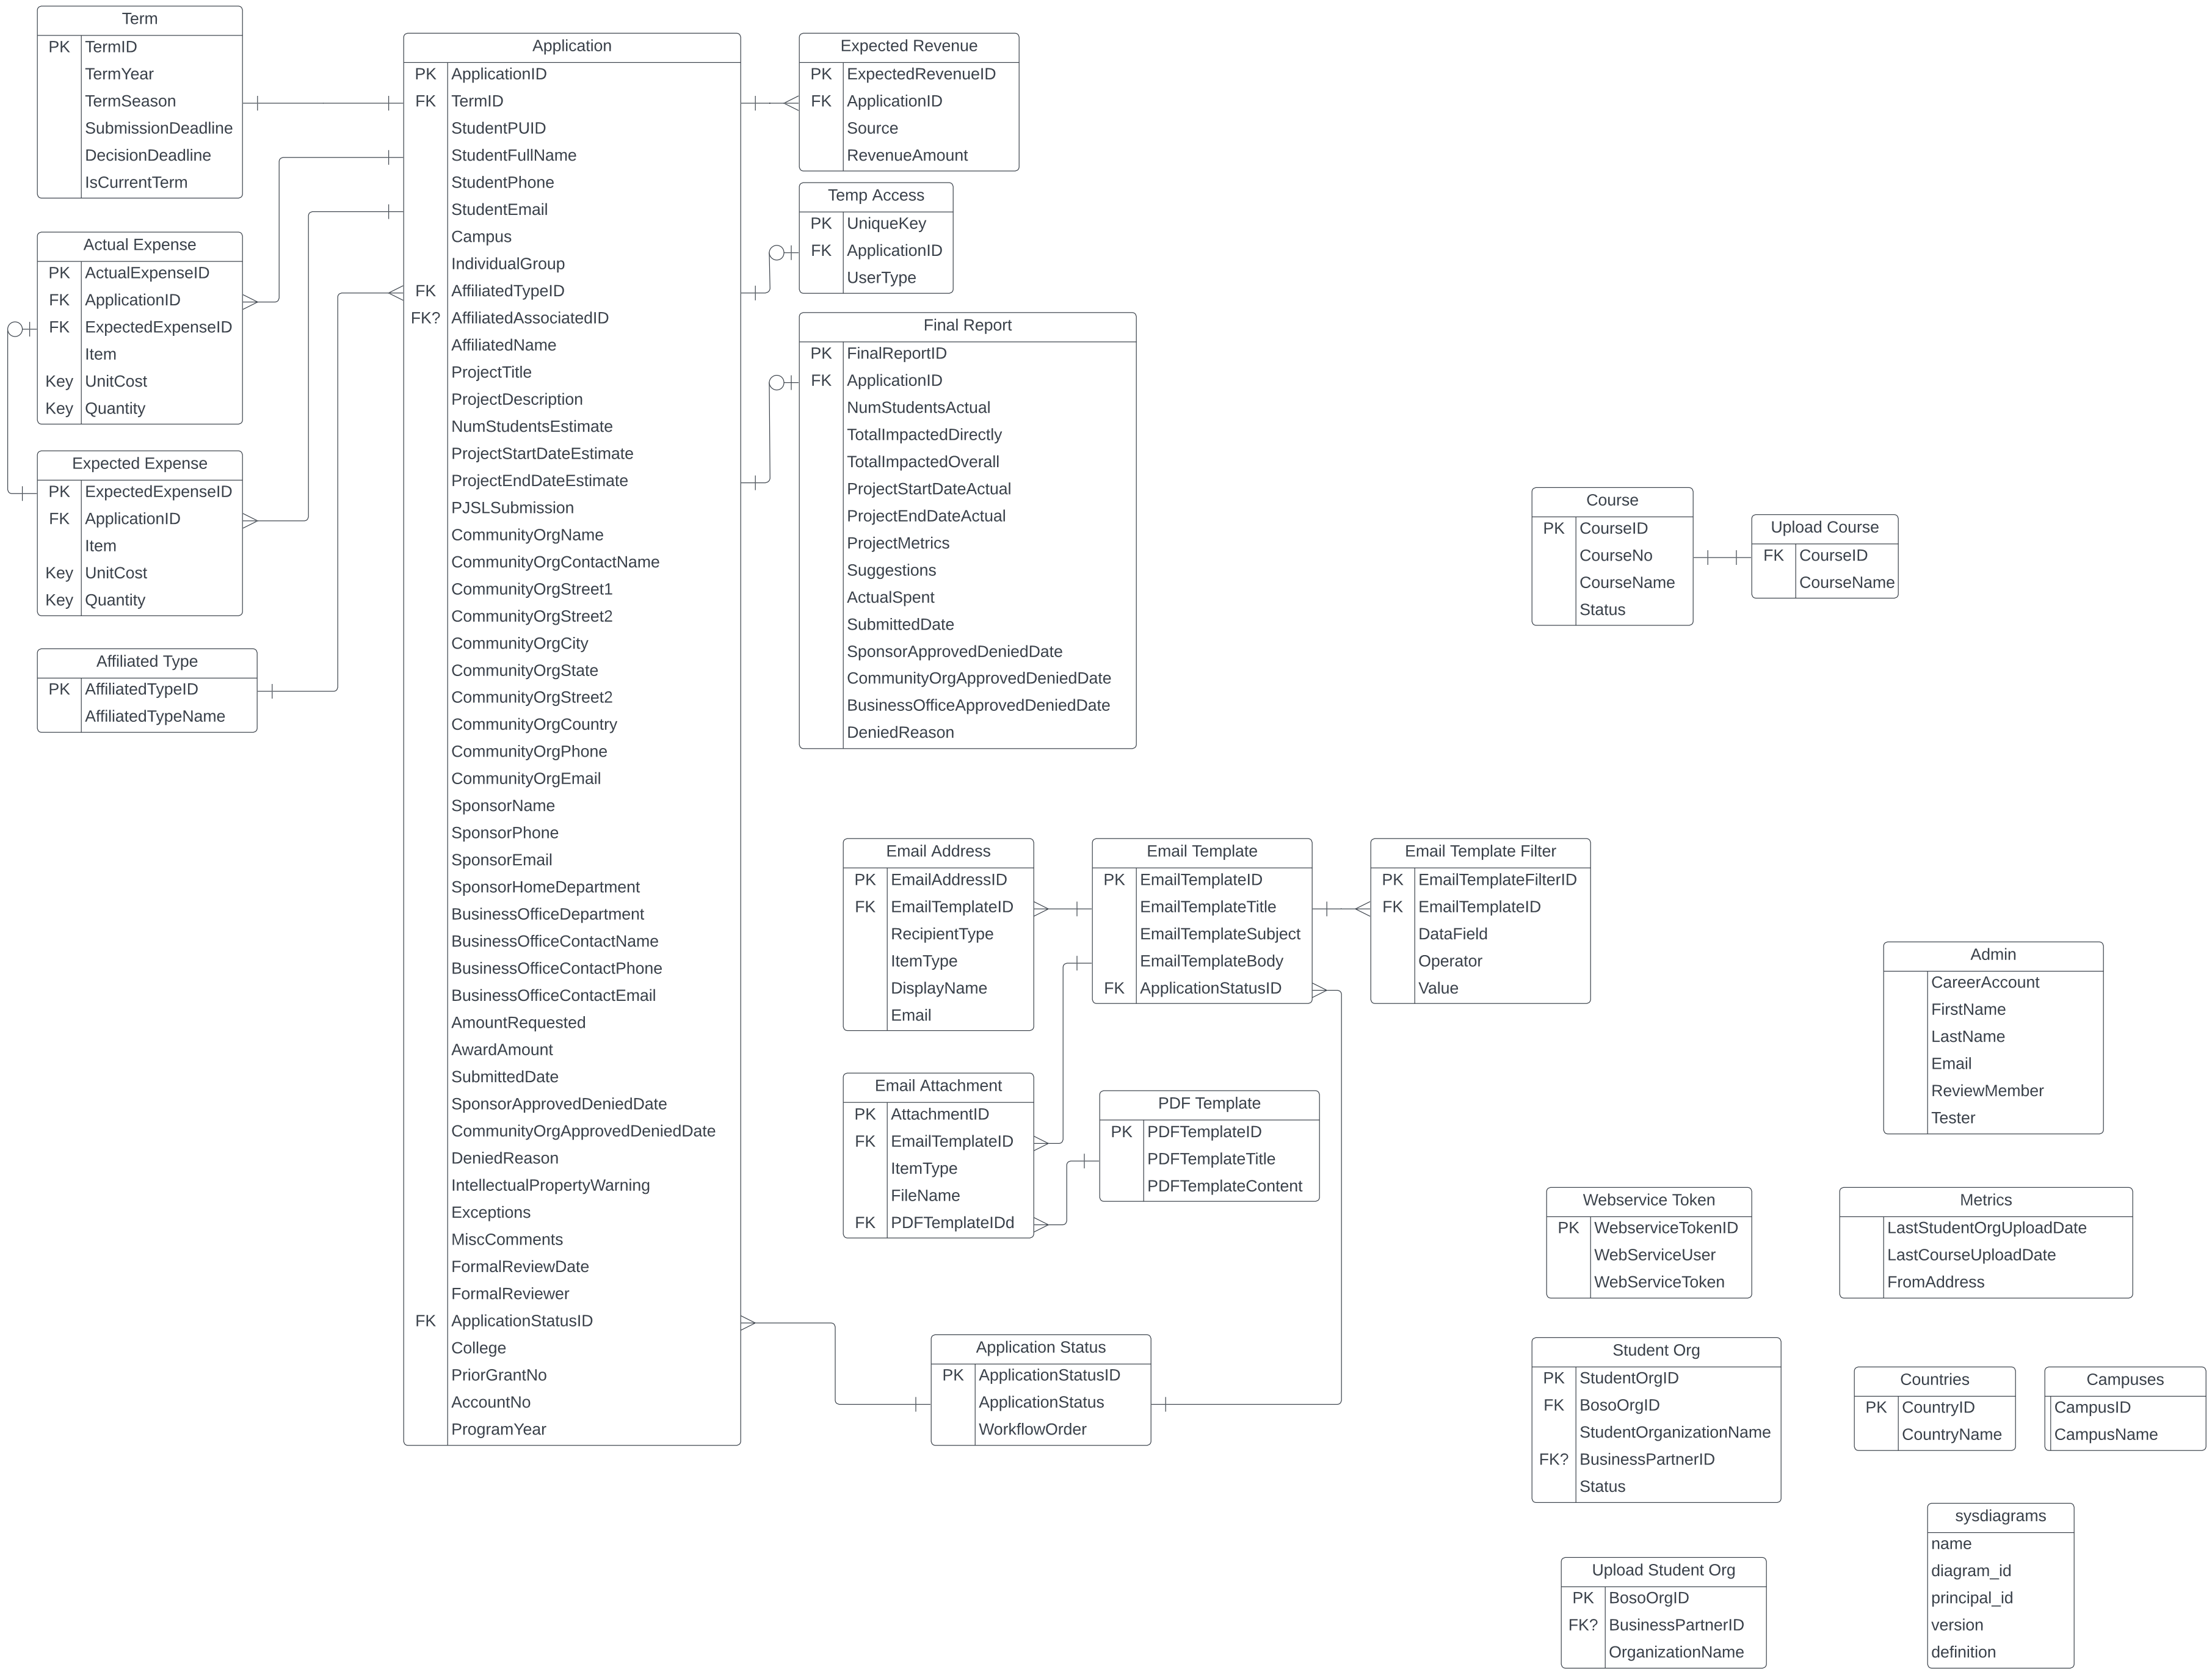 Term
PK TermID
TermYear
TermSeason
SubmissionDeadline
DecisionDeadline
IsCurrentTerm
Actual Expense
PK ActualExpenseID
FK ApplicationID
FK ExpectedExpenseID
Item
Key UnitCost
Key Quantity
Expected Expense
PK ExpectedExpenseID
FK ApplicationID
Item
Key UnitCost
Key Quantity
Affiliated Type
PK AffiliatedTypeID
AffiliatedTypeName
Application
PK ApplicationID
FK TermID
StudentPUID
StudentFullName
StudentPhone
StudentEmail
Campus
IndividualGroup
FK AffiliatedTypeID
FK? AffiliatedAssociatedID
AffiliatedName
ProjectTitle
ProjectDescription
NumStudentsEstimate
ProjectStartDateEstimate
ProjectEndDateEstimate
PJSLSubmission
CommunityOrgName
CommunityOrgContactName
CommunityOrgStreet1
CommunityOrgStreet2
CommunityOrgCity
CommunityOrgState
CommunityOrgStreet2
CommunityOrgCountry
CommunityOrgPhone
CommunityOrgEmail
SponsorName
SponsorPhone
SponsorEmail
SponsorHomeDepartment
BusinessOfficeDepartment
BusinessOfficeContactName
BusinessOfficeContactPhone
BusinessOfficeContactEmail
AmountRequested
AwardAmount
SubmittedDate
SponsorApprovedDeniedDate
CommunityOrgApprovedDeniedDate
DeniedReason
IntellectualPropertyWarning
Exceptions
MiscComments
FormalReviewDate
FormalReviewer
FK ApplicationStatusID
College
PriorGrantNo
AccountNo
ProgramYear
Expected Revenue
PK ExpectedRevenueID
FK ApplicationID
Source
RevenueAmount
Temp Access
PK UniqueKey
FK ApplicationID
UserType
Final Report
PK FinalReportID
FK ApplicationID
NumStudentsActual
TotalImpactedDirectly
TotalImpactedOverall
ProjectStartDateActual
ProjectEndDateActual
ProjectMetrics
Suggestions
ActualSpent
SubmittedDate
SponsorApprovedDeniedDate
CommunityOrgApprovedDeniedDate
BusinessOfficeApprovedDeniedDate
DeniedReason
Course
PK CourseID
CourseNo
CourseName
Status
Upload Course
FK CourseID
CourseName
Email Address
PK EmailAddressID
FK EmailTemplateID
RecipientType
ItemType
DisplayName
Email
Email Template
PK EmailTemplateID
EmailTemplateTitle
EmailTemplateSubject
EmailTemplateBody
FK ApplicationStatusID
Email Template Filter
PK EmailTemplateFilterID
FK EmailTemplateID
DataField
Operator
Value
Email Attachment
PK AttachmentID
FK EmailTemplateID
ItemType
FileName
FK PDFTemplateIDd
PDF Template
PK PDFTemplateID
PDFTemplateTitle
PDFTemplateContent
Application Status
PK ApplicationStatusID
ApplicationStatus
WorkflowOrder
Admin
CareerAccount
FirstName
LastName
Email
ReviewMember
Tester
Webservice Token
PK WebserviceTokenID
WebServiceUser
WebServiceToken
Metrics
LastStudentOrgUploadDate
LastCourseUploadDate
FromAddress
Student Org
PK StudentOrgID
FK BosoOrgID
StudentOrganizationName
FK? BusinessPartnerID
Status
Countries
PK CountryID
CountryName
Campuses
CampusID
CampusName
Upload Student Org
PK BosoOrgID
FK? BusinessPartnerID
OrganizationName
sysdiagrams
name
diagram_id
principal_id
version
definition